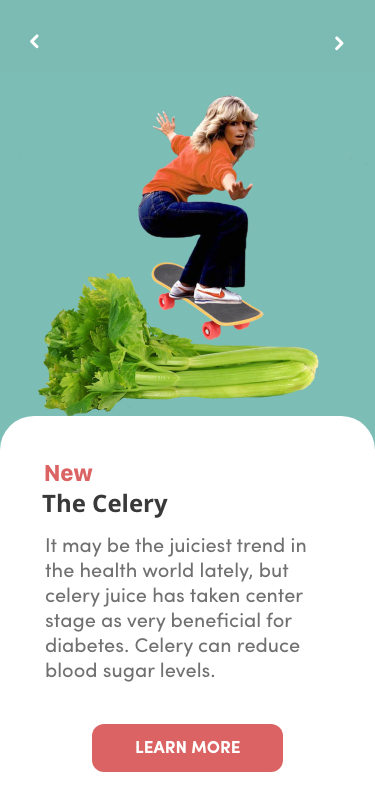 New
The Celery
It may be the juiciest trend in
the health world lately, but
celery juice has taken center
stage as very beneficial for
diabetes. Celery can reduce
blood sugar levels.
LEARN MORE